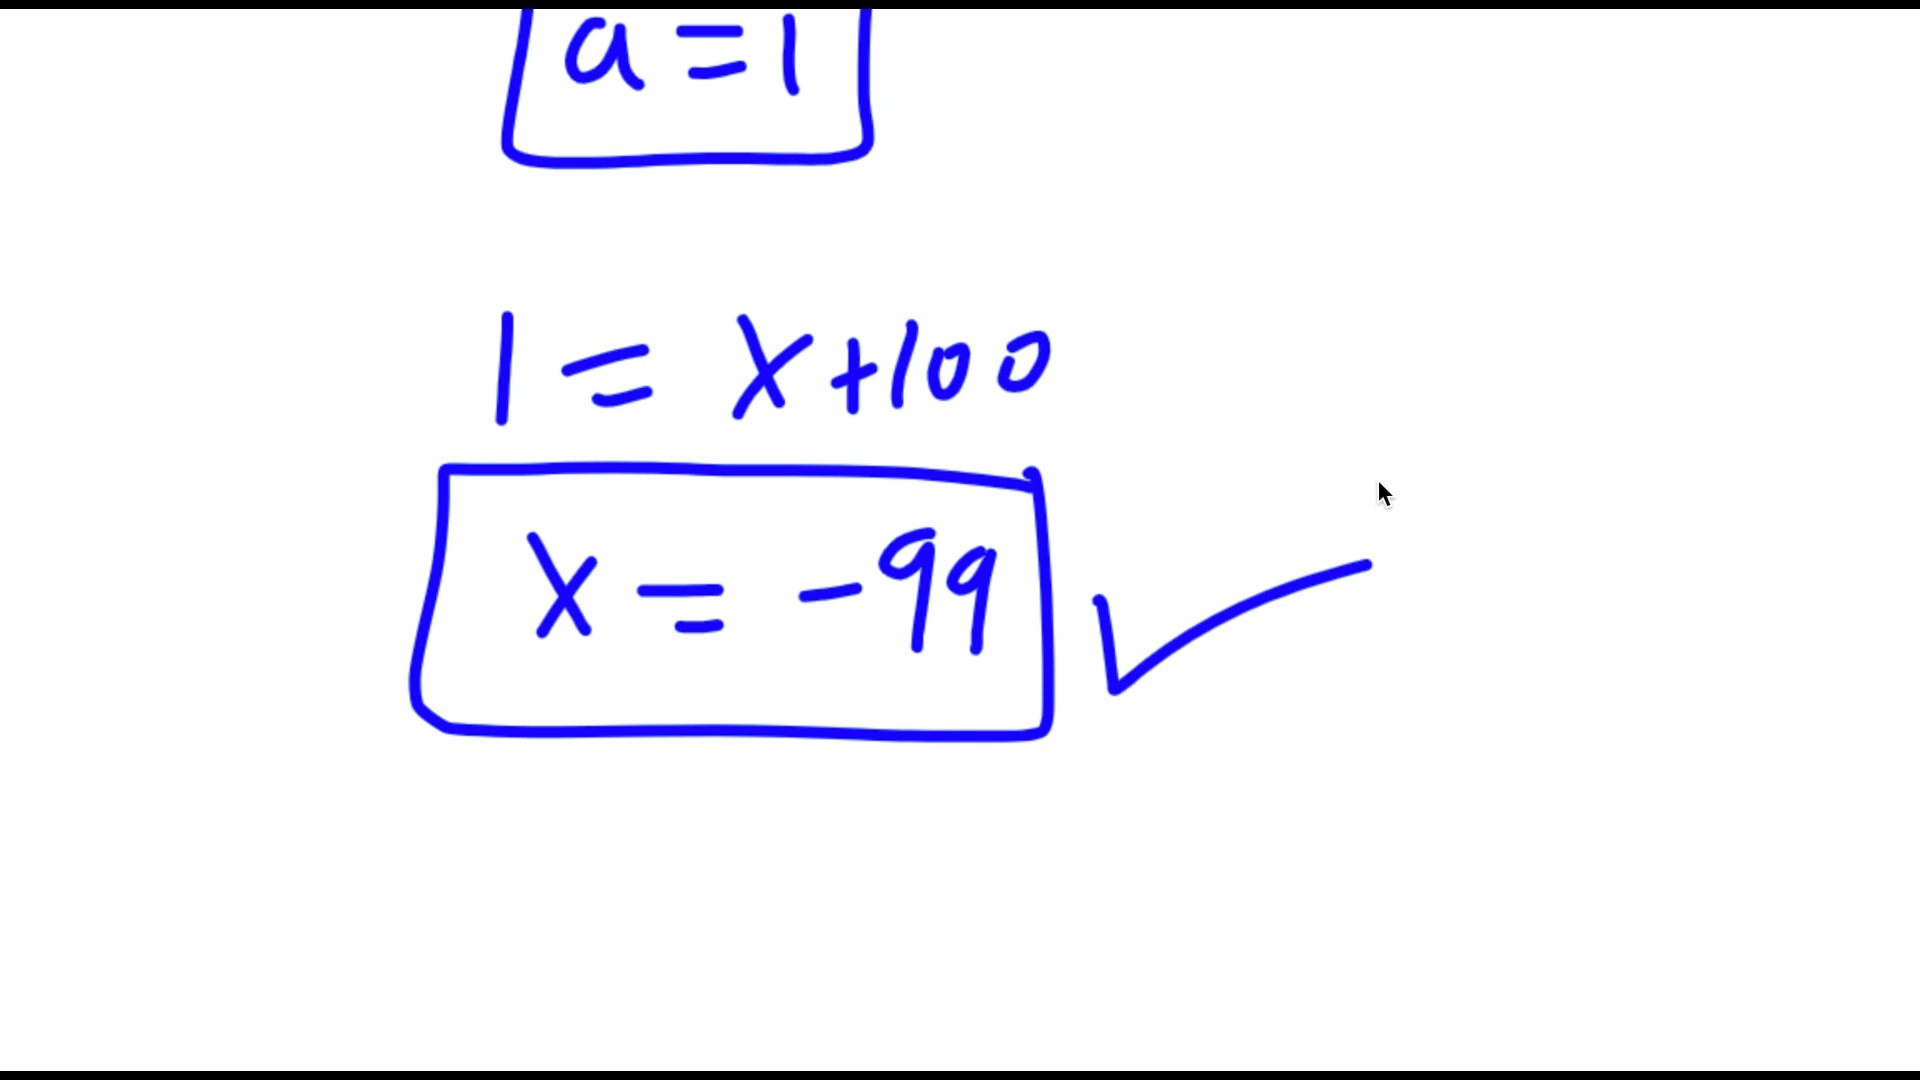 a = 1
1 = x + 100
x = -99